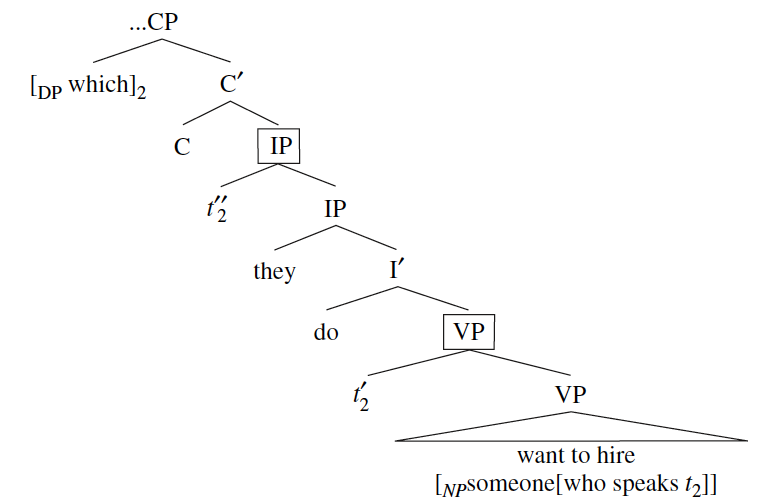 ...CP
[DP which]2 C′
C IP
t″2 IP
they I′
do VP
t′2 VP
want to hire
[NPsomeone[who speaks t2]]